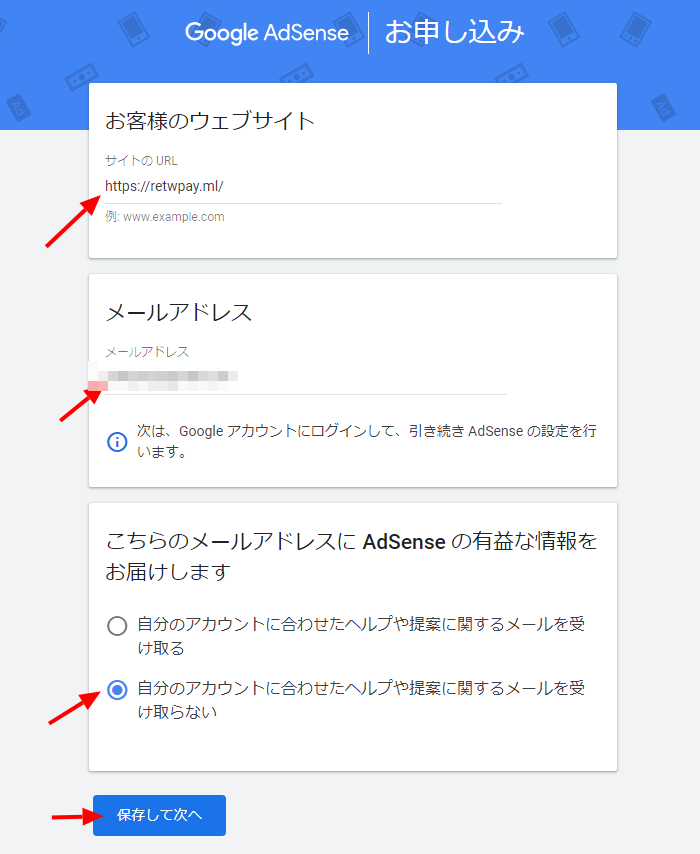 Google AdSense お申し込み
お客様のウェブサイト
サイトの URL
https://retwpay.ml/
例: www.example.com
メールアドレス
メールアドレス
次は、Google アカウントにログインして、引き続き AdSense の設定を行
います。
こちらのメールアドレスに AdSense の有益な情報を
お届けします
自分のアカウントに合わせたヘルプや提案に関するメールを受
け取る
自分のアカウントに合わせたヘルプや提案に関するメールを受
け取らない
保存して次へ